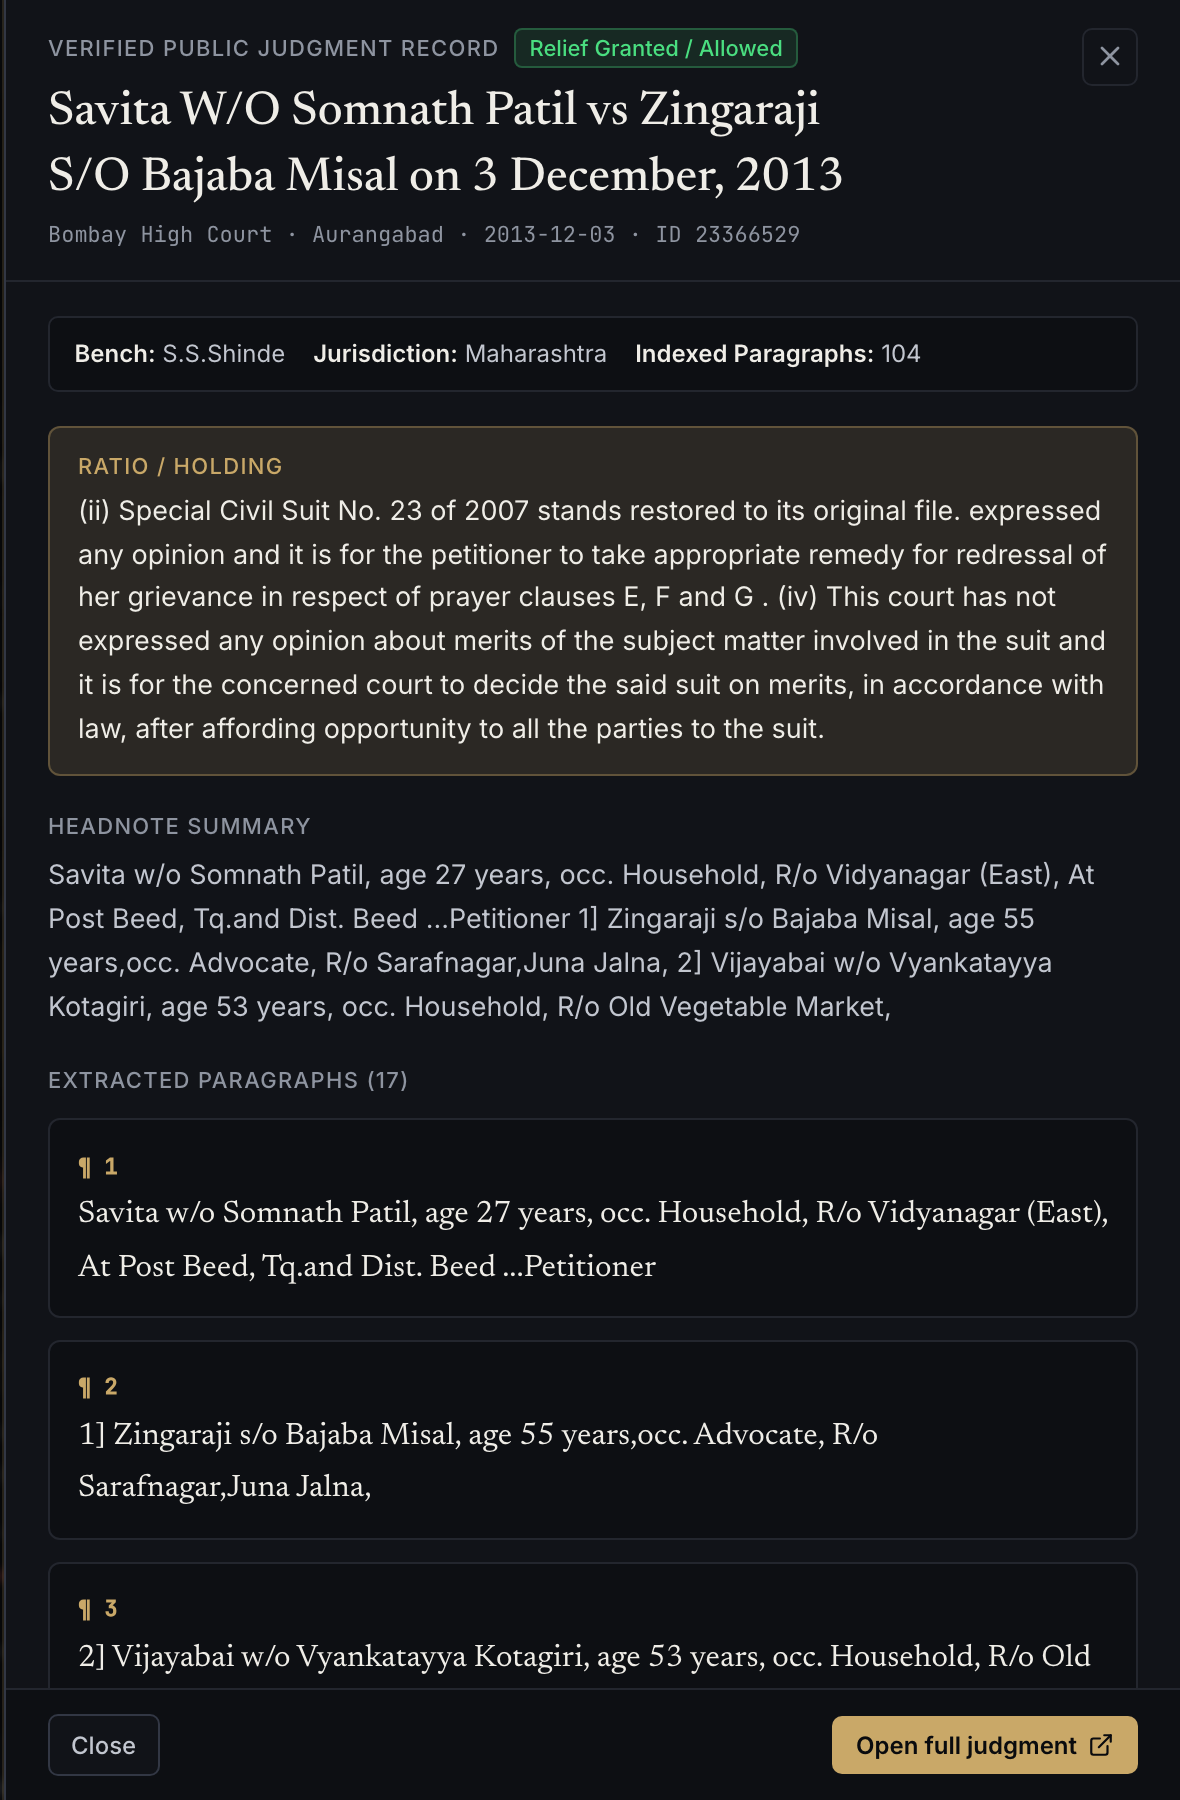 VERIFIED PUBLIC JUDGMENT RECORD Relief Granted / Allowed
Savita W/O Somnath Patil vs Zingaraji
S/O Bajaba Misal on 3 December, 2013
Bombay High Court · Aurangabad · 2013-12-03 · ID 23366529
Bench: S.S.Shinde Jurisdiction: Maharashtra Indexed Paragraphs: 104
RATIO / HOLDING
(ii) Special Civil Suit No. 23 of 2007 stands restored to its original file. expressed
any opinion and it is for the petitioner to take appropriate remedy for redressal of
her grievance in respect of prayer clauses E, F and G . (iv) This court has not
expressed any opinion about merits of the subject matter involved in the suit and
it is for the concerned court to decide the said suit on merits, in accordance with
law, after affording opportunity to all the parties to the suit.
HEADNOTE SUMMARY
Savita w/o Somnath Patil, age 27 years, occ. Household, R/o Vidyanagar (East), At
Post Beed, Tq.and Dist. Beed ...Petitioner 1] Zingaraji s/o Bajaba Misal, age 55
years,occ. Advocate, R/o Sarafnagar,Juna Jalna, 2] Vijayabai w/o Vyankatayya
Kotagiri, age 53 years, occ. Household, R/o Old Vegetable Market,
EXTRACTED PARAGRAPHS (17)
¶ 1
Savita w/o Somnath Patil, age 27 years, occ. Household, R/o Vidyanagar (East),
At Post Beed, Tq.and Dist. Beed ...Petitioner
¶ 2
1] Zingaraji s/o Bajaba Misal, age 55 years,occ. Advocate, R/o
Sarafnagar,Juna Jalna,
¶ 3
2] Vijayabai w/o Vyankatayya Kotagiri, age 53 years, occ. Household, R/o Old
Close Open full judgment